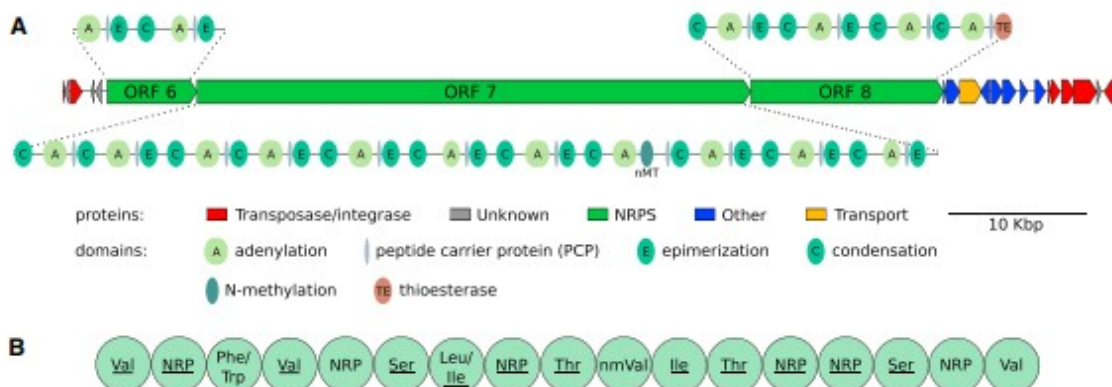 A
A E C A E
C A E C A E C A C A TE
ORF 6 ORF 7 ORF 8
C A C A E C A C A E C A E C A E C A E C A C A E C A E C A E
nMT
proteins: Transposase/integrase Unknown NRPS Other Transport
10 Kbp
domains: A adenylation peptide carrier protein (PCP) E epimerization C condensation
N-methylation TE thioesterase
B
Val NRP Phe/Trp Val NRP Ser Leu/Ile NRP Thr nmVal Ile Thr NRP NRP Ser NRP Val